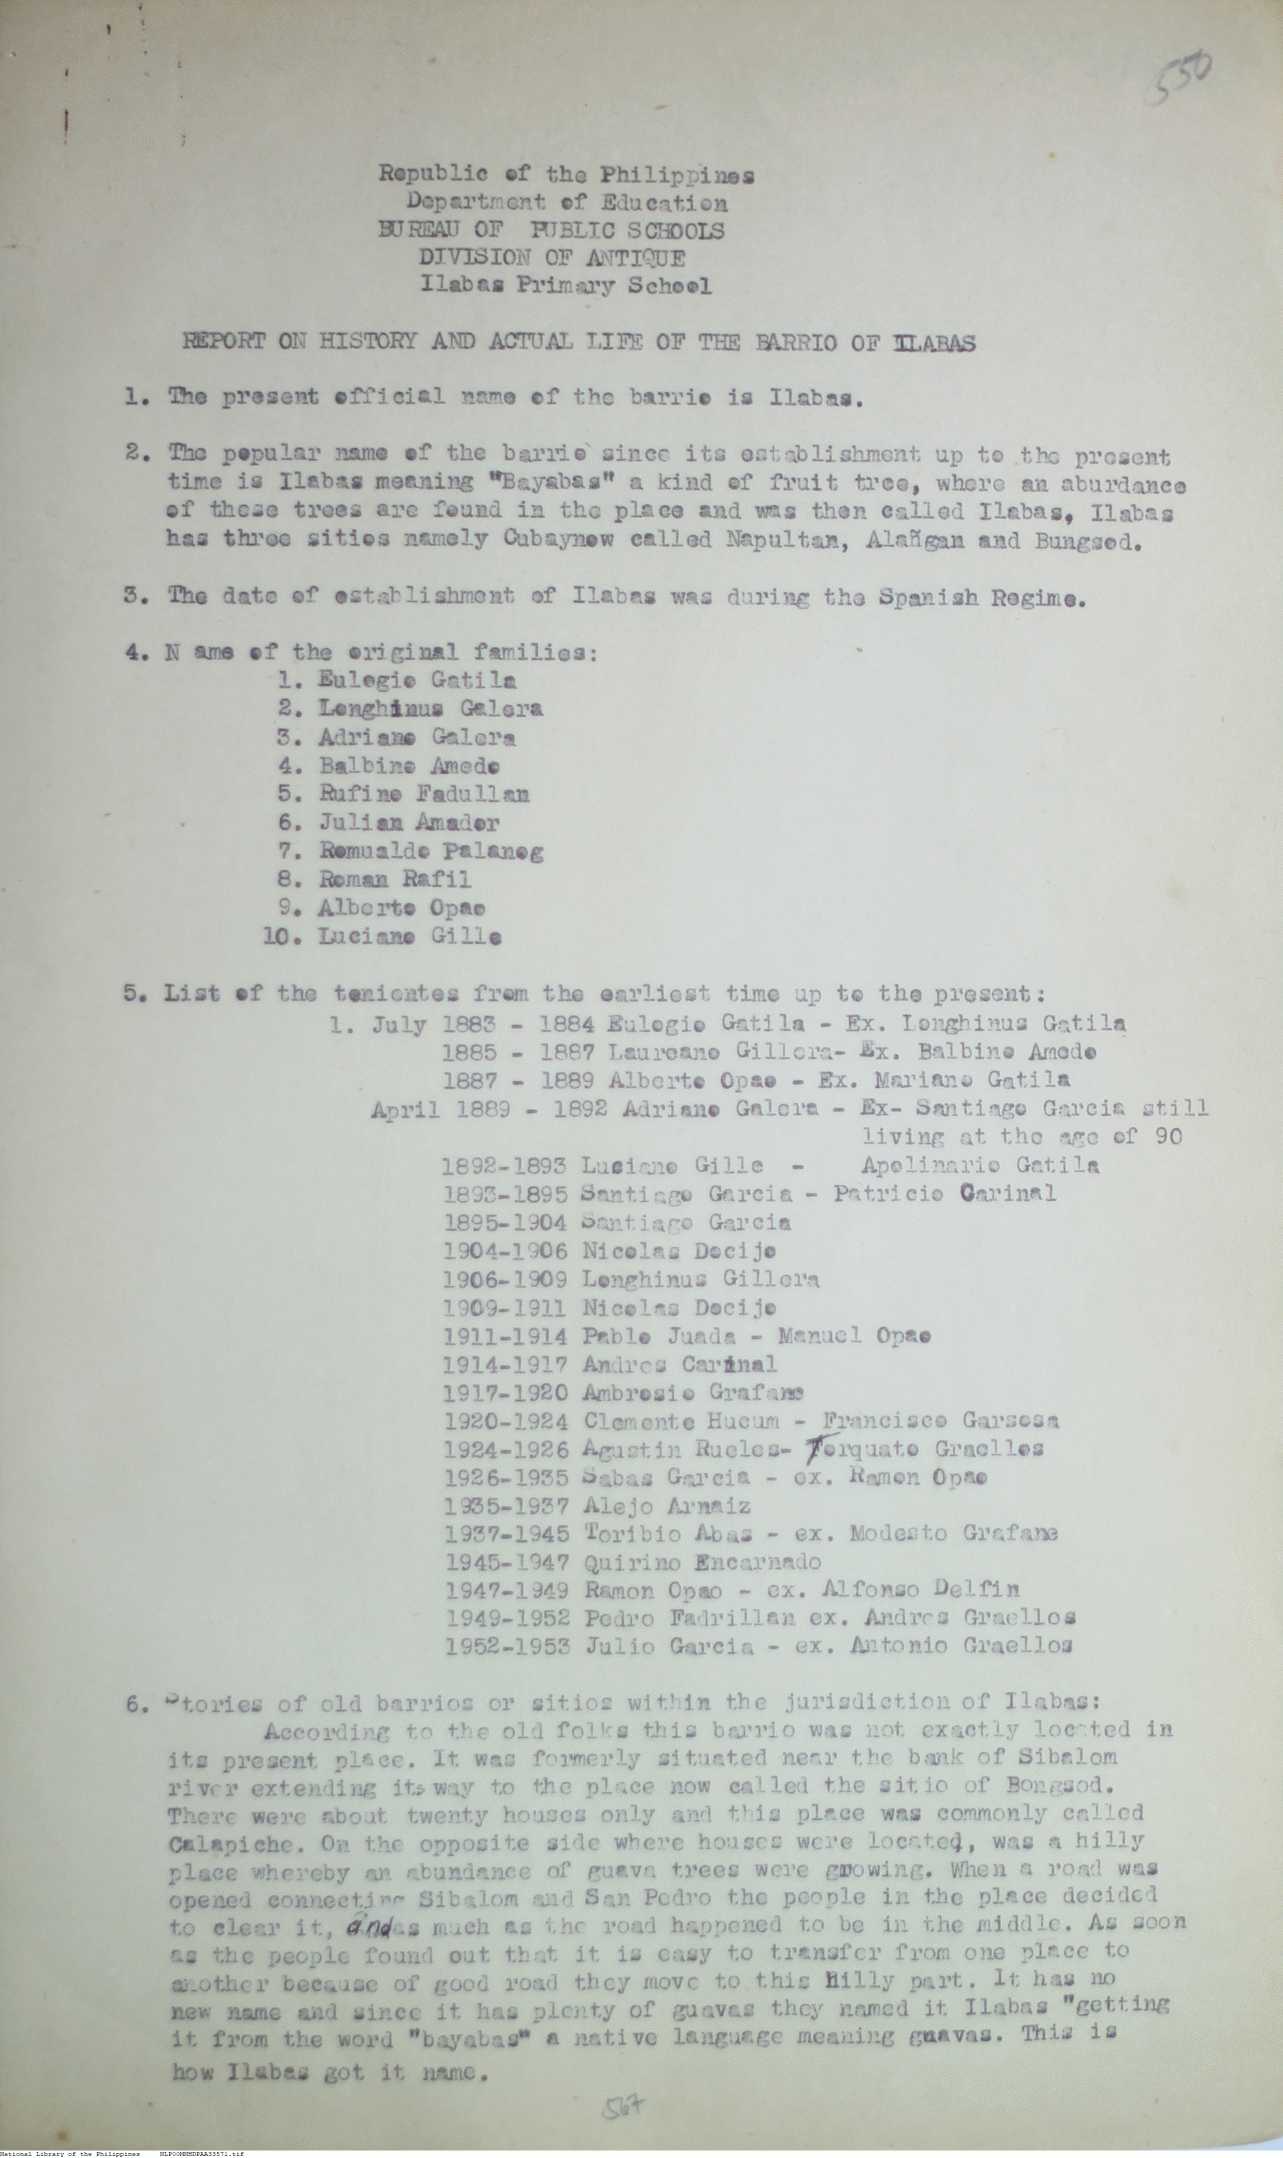 550
Republic of the Philippines
Department of Education
BUREAU OF PUBLIC SCHOOLS
DIVISION OF ANTIQUE
Ilabas Primary School
REPORT ON HISTORY AND ACTUAL LIFE OF THE BARRIO OF ILABAS
1. The present official name of the barrio is Ilabas.
2. The popular name of the barrio since its establishment up to the present
time is Ilabas meaning "Bayabas" a kind of fruit tree, where an aburdance
of these trees are found in the place and was then called Ilabas, Ilabas
has three sitios namely Cubaynow called Napultan, Alañgan and Bungsod.
3. The date of establishment of Ilabas was during the Spanish Regime.
4. N ame of the original families:
1. Eulogio Gatila
2. Longhinus Galera
3. Adriano Galera
4. Balbino Amodo
5. Rufino Fadullan
6. Julian Amador
7. Romualdo Palanog
8. Roman Rafil
9. Alberto Opao
10. Luciano Gille
5. List of the tenientes from the earliest time up to the present:
1. July 1883 - 1884 Eulogio Gatila - Ex. Longhinus Gatila
1885 - 1887 Laureano Gillera- Ex. Balbino Amodo
1887 - 1889 Alberto Opao - Ex. Mariano Gatila
April 1889 - 1892 Adriano Galera - Ex- Santiago Garcia still
living at the age of 90
1892-1893 Luciano Gille - Apolinario Gatila
1893-1895 Santiago Garcia - Patricio Carinal
1895-1904 Santiago Garcia
1904-1906 Nicolas Decijo
1906-1909 Longhinus Gillera
1909-1911 Nicolas Decijo
1911-1914 Pablo Juada - Manuel Opao
1914-1917 Andres Carinal
1917-1920 Ambrosio Grafane
1920-1924 Clemente Hucum - Francisco Garsosa
1924-1926 Agustin Rueles- Torquato Graelles
1926-1935 Sabas Garcia - ex. Ramon Opao
1935-1937 Alejo Arnaiz
1937-1945 Toribio Abas - ex. Modesto Grafane
1945-1947 Quirino Encarnado
1947-1949 Ramon Opao - ex. Alfonso Delfin
1949-1952 Pedro Fadrillan ex. Andres Graellos
1952-1953 Julio Garcia - ex. Antonio Graellos
6. Stories of old barrios or sitios within the jurisdiction of Ilabas:
According to the old folks this barrio was not exactly located in
its present place. It was formerly situated near the bank of Sibalom
river extending its way to the place now called the sitio of Bongsod.
There were about twenty houses only and this place was commonly called
Calapiche. On the opposite side where houses were located, was a hilly
place whereby an abundance of guava trees were growing. When a road was
opened connecting Sibalom and San Pedro the people in the place decided
to clear it, and as much as the road happened to be in the middle. As soon
as the people found out that it is easy to transfer from one place to
another because of good road they move to this hilly part. It has no
new name and since it has plenty of guavas they named it Ilabas "getting
it from the word "bayabas" a native language meaning guavas. This is
how Ilabas got it name.
567
National Library of the Philippines